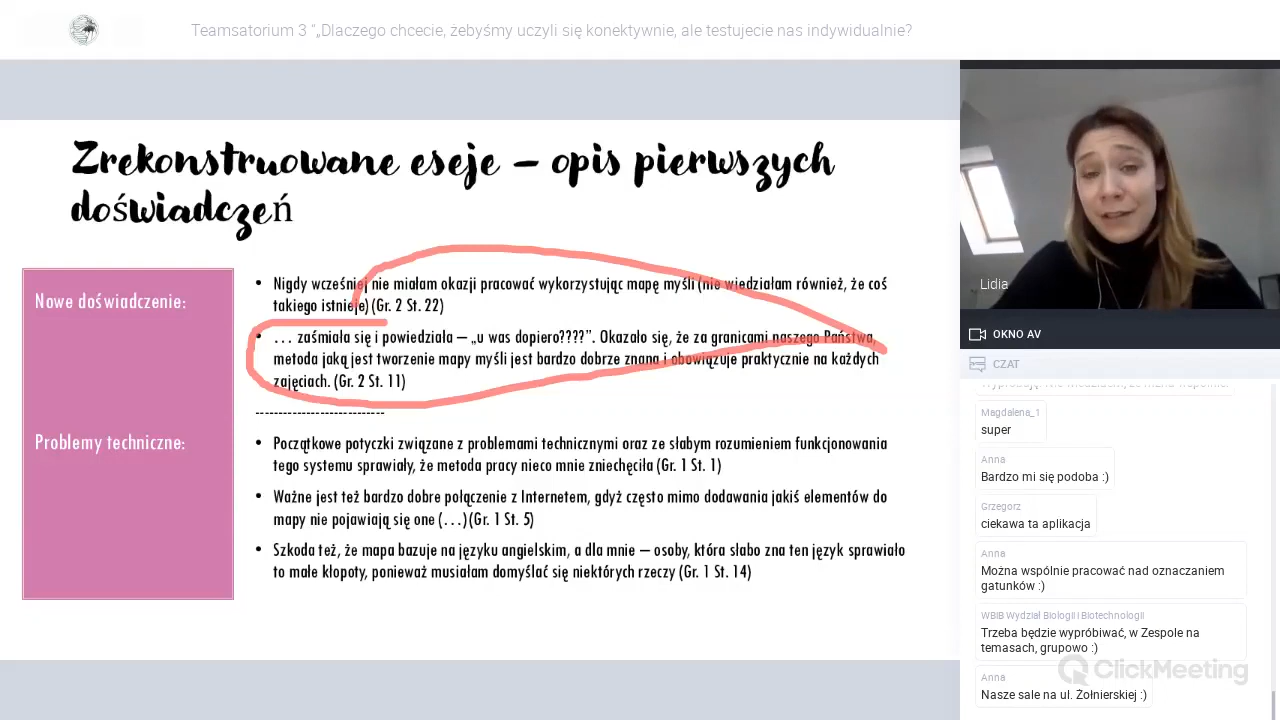 Teamsatorium 3 “„Dlaczego chcecie, żebyśmy uczyli się konektywnie, ale testujecie nas indywidualnie?
Zrekonstruowane eseje – opis pierwszych
doświadczeń
Nowe doświadczenie:
• Nigdy wcześniej nie miałam okazji pracować wykorzystując mapę myśli (nie wiedziałam również, że coś
takiego istnieje) (Gr. 2 St. 22)
• … zaśmiała się i powiedziała – „u was dopiero????”. Okazało się, że za granicami naszego Państwa,
metoda jaką jest tworzenie mapy myśli jest bardzo dobrze znana i obowiązuje praktycznie na każdych
zajęciach. (Gr. 2 St. 11)
----------------------------
Problemy techniczne:
• Początkowe potyczki związane z problemami technicznymi oraz ze słabym rozumieniem funkcjonowania
tego systemu sprawiały, że metoda pracy nieco mnie zniechęciła (Gr. 1 St. 1)
• Ważne jest też bardzo dobre połączenie z Internetem, gdyż często mimo dodawania jakiś elementów do
mapy nie pojawiają się one (…)(Gr. 1 St. 5)
• Szkoda też, że mapa bazuje na języku angielskim, a dla mnie – osoby, która słabo zna ten język sprawiało
to małe kłopoty, ponieważ musiałam domyślać się niektórych rzeczy (Gr. 1 St. 14)
Lidia
OKNO AV
CZAT
Magdalena_1
super
Anna
Bardzo mi się podoba :)
Grzegorz
ciekawa ta aplikacja
Anna
Można wspólnie pracować nad oznaczaniem
gatunków :)
WBIB Wydział Biologii i Biotechnologii
Trzeba będzie wypróbiwać, w Zespole na
temasach, grupowo :)
ClickMeeting
Anna
Nasze sale na ul. Żołnierskiej :)